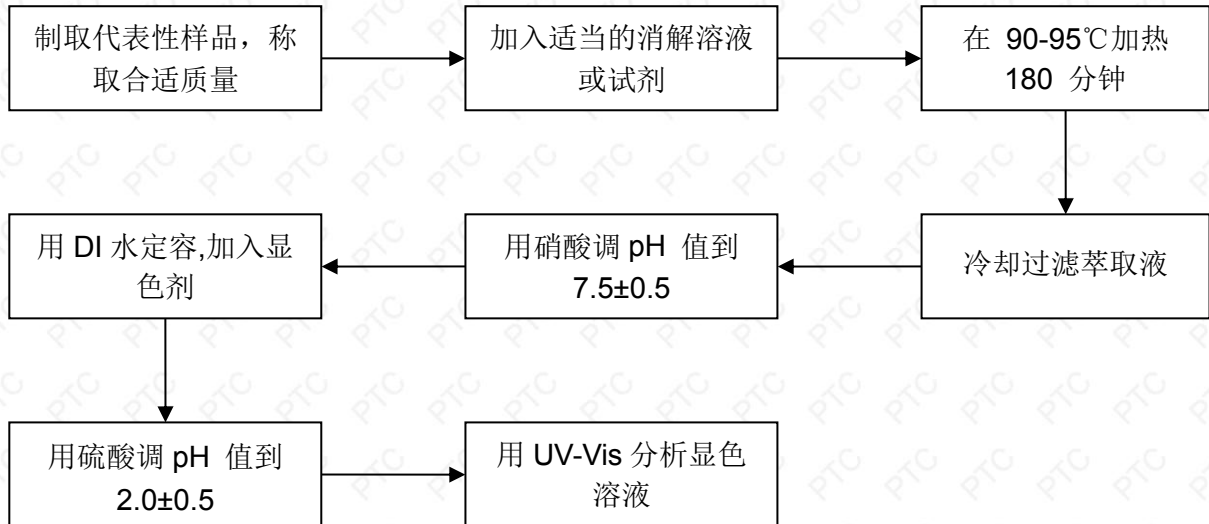 制取代表性样品，称
取合适质量
加入适当的消解溶液
或试剂
在 90-95℃加热
180 分钟
冷却过滤萃取液
用硝酸调 pH 值到
7.5±0.5
用 DI 水定容,加入显
色剂
用硫酸调 pH 值到
2.0±0.5
用 UV-Vis 分析显色
溶液